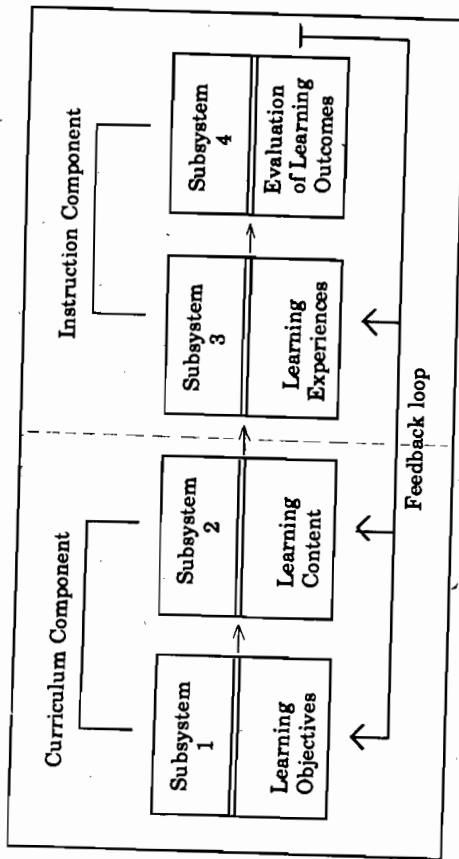 Curriculum Component
Instruction Component
Subsystem
1
Learning
Objectives
Subsystem
2
Learning
Content
Subsystem
3
Learning
Experiences
Subsystem
4
Evaluation
of Learning
Outcomes
Feedback loop